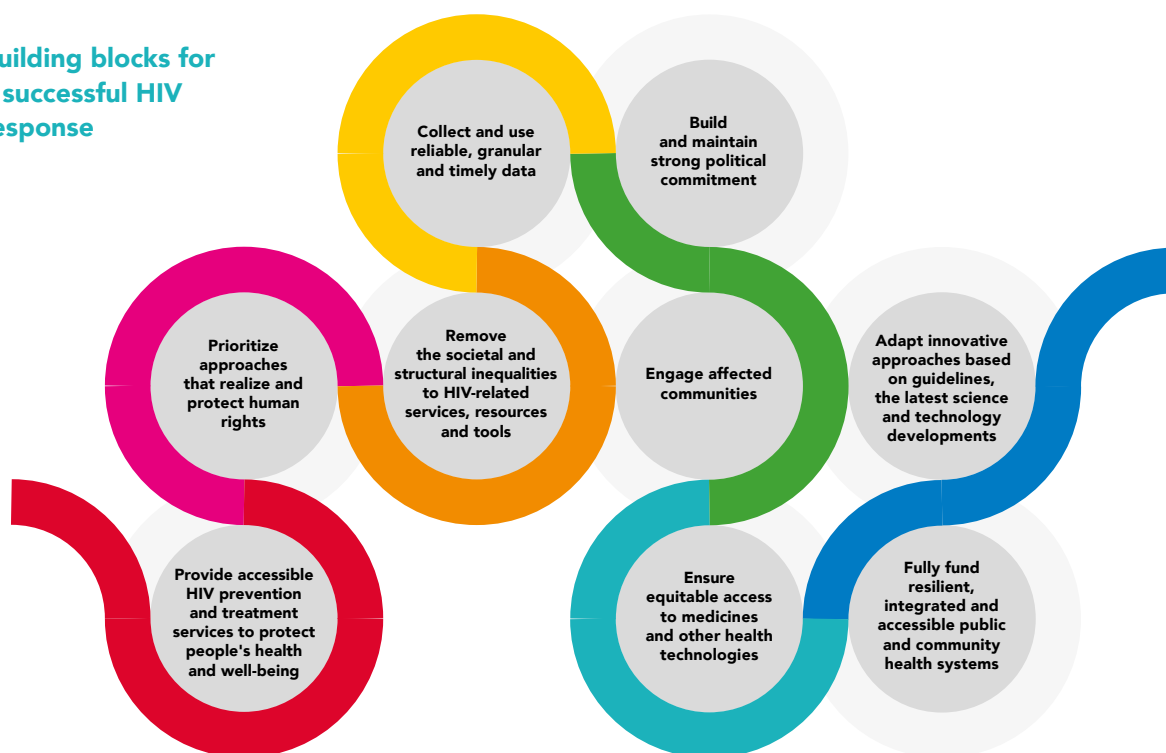 uilding blocks for
successful HIV
esponse
Collect and use
reliable, granular
and timely data
Build
and maintain
strong political
commitment
Prioritize
approaches
that realize and
protect human
rights
Remove
the societal and
structural inequalities
to HIV-related
services, resources
and tools
Engage affected
communities
Adapt innovative
approaches based
on guidelines,
the latest science
and technology
developments
Provide accessible
HIV prevention
and treatment
services to protect
people's health
and well-being
Ensure
equitable access
to medicines
and other health
technologies
Fully fund
resilient,
integrated and
accessible public
and community
health systems